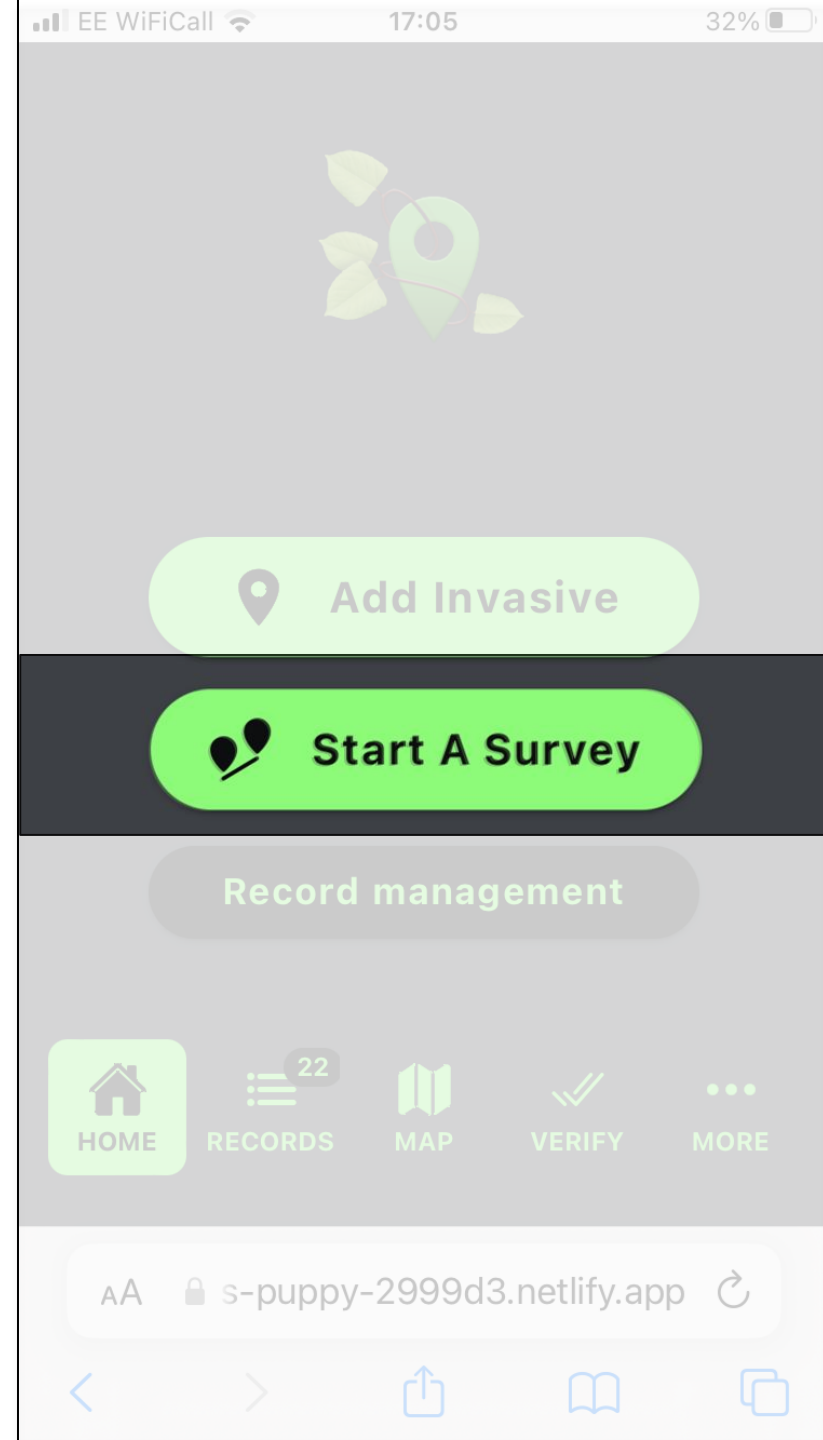 EE WiFiCall 17:05 32%
Add Invasive
Start A Survey
Record management
22
HOME RECORDS MAP VERIFY MORE
AA s-puppy-2999d3.netlify.app